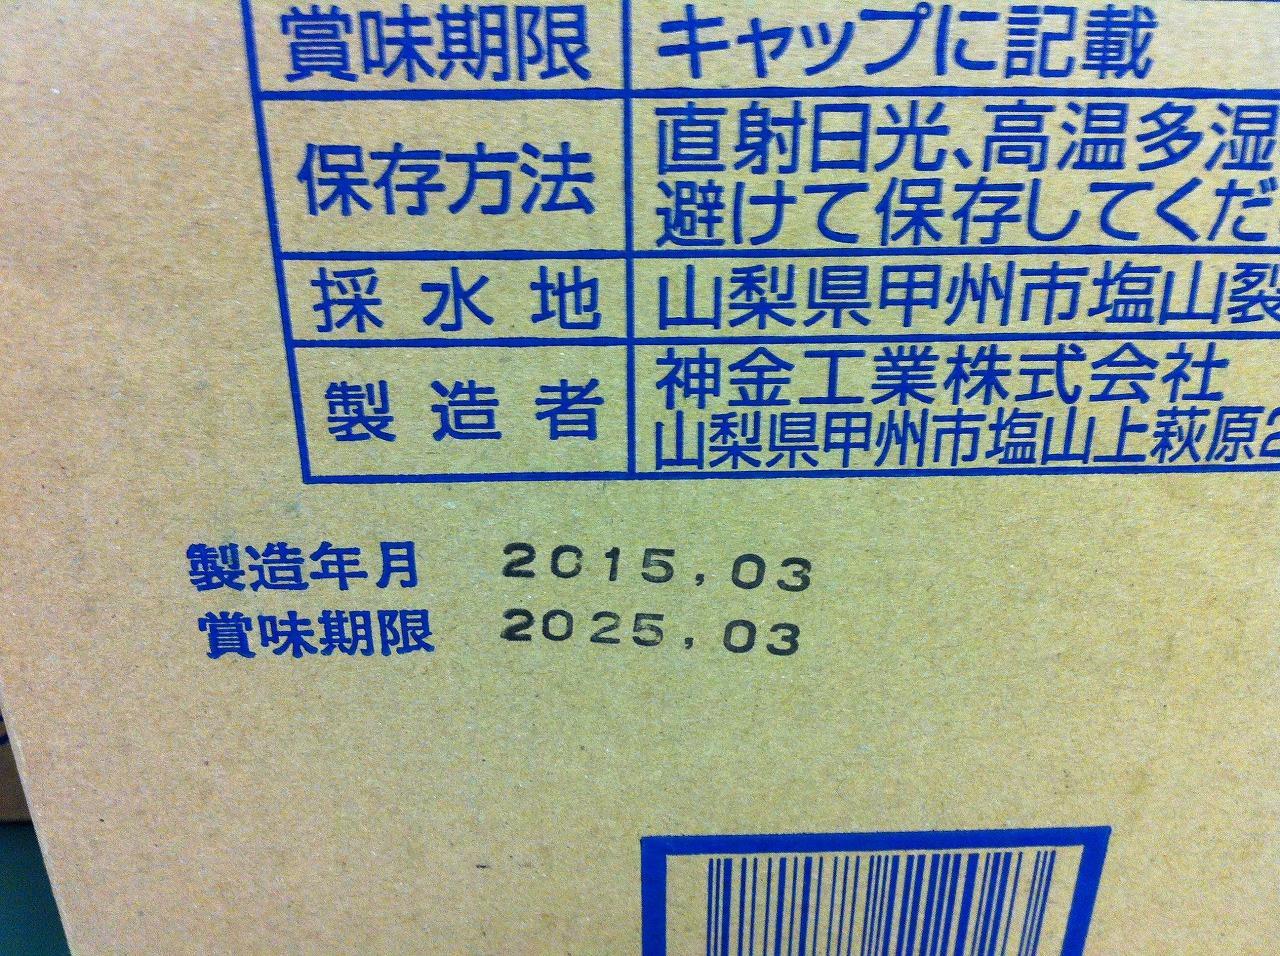 賞味期限 キャップに記載
保存方法 直射日光、高温多湿
避けて保存してくだ
採水地 山梨県甲州市塩山裂
製造者 神金工業株式会社
山梨県甲州市塩山上萩原2
製造年月 2015.03
賞味期限 2025.03